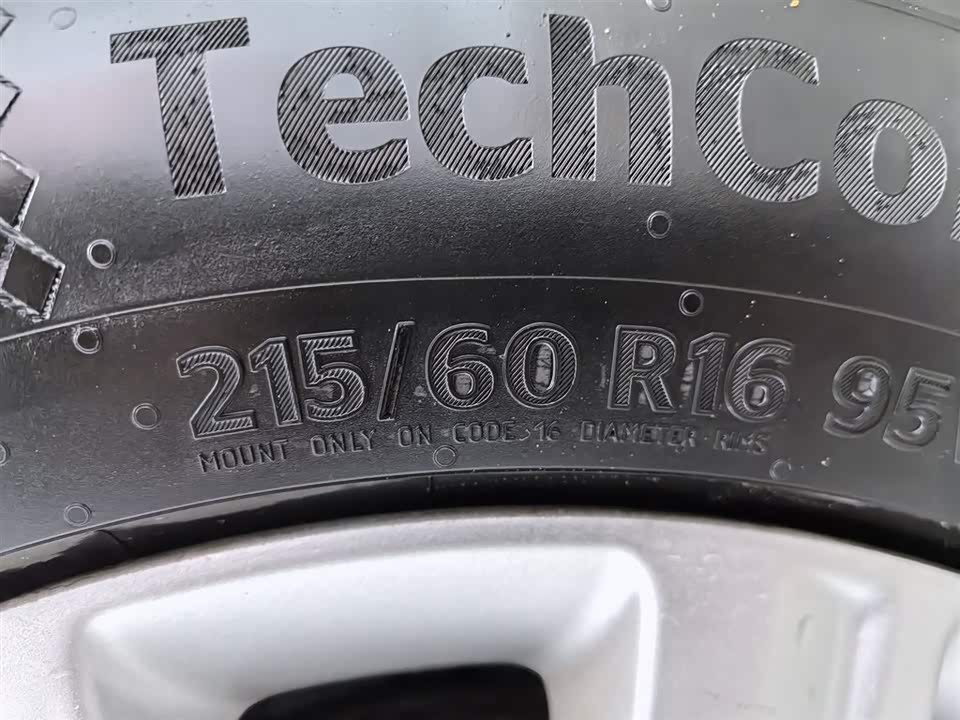 TechCo
215/60 R16 95
MOUNT ONLY ON CODE 16 DIAMETER RIMS